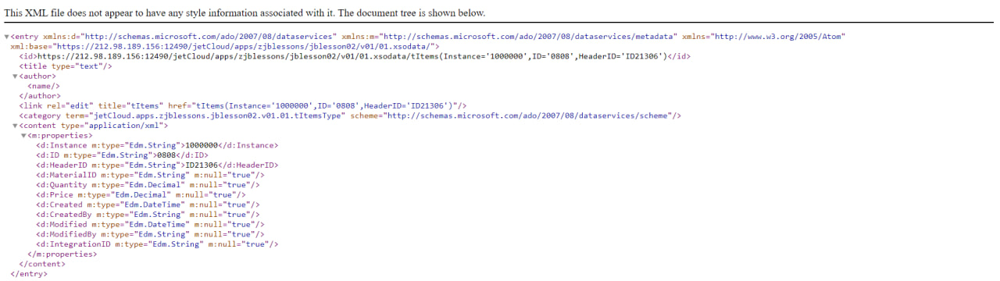 This XML file does not appear to have any style information associated with it. The document tree is shown below.
▼<entry xmlns:d="http://schemas.microsoft.com/ado/2007/08/dataservices" xmlns:m="http://schemas.microsoft.com/ado/2007/08/dataservices/metadata" xmlns="http://www.w3.org/2005/Atom"
xml:base="https://212.98.189.156:12490/jetCloud/apps/zjblessons/jblesson02/v01/01.xsodata/">
<id>https://212.98.189.156:12490/jetCloud/apps/zjblessons/jblesson02/v01/01.xsodata/tItems(Instance='1000000',ID='0808',HeaderID='ID21306')</id>
<title type="text"/>
▼<author>
<name/>
</author>
<link rel="edit" title="tItems" href="tItems(Instance='1000000',ID='0808',HeaderID='ID21306')"/>
<category term="jetCloud.apps.zjblessons.jblesson02.v01.01.tItemsType" scheme="http://schemas.microsoft.com/ado/2007/08/dataservices/scheme"/>
▼<content type="application/xml">
▼<m:properties>
<d:Instance m:type="Edm.String">1000000</d:Instance>
<d:ID m:type="Edm.String">0808</d:ID>
<d:HeaderID m:type="Edm.String">ID21306</d:HeaderID>
<d:MaterialID m:type="Edm.String" m:null="true"/>
<d:Quantity m:type="Edm.Decimal" m:null="true"/>
<d:Price m:type="Edm.Decimal" m:null="true"/>
<d:Created m:type="Edm.DateTime" m:null="true"/>
<d:CreatedBy m:type="Edm.String" m:null="true"/>
<d:Modified m:type="Edm.DateTime" m:null="true"/>
<d:ModifiedBy m:type="Edm.String" m:null="true"/>
<d:IntegrationID m:type="Edm.String" m:null="true"/>
</m:properties>
</content>
</entry>